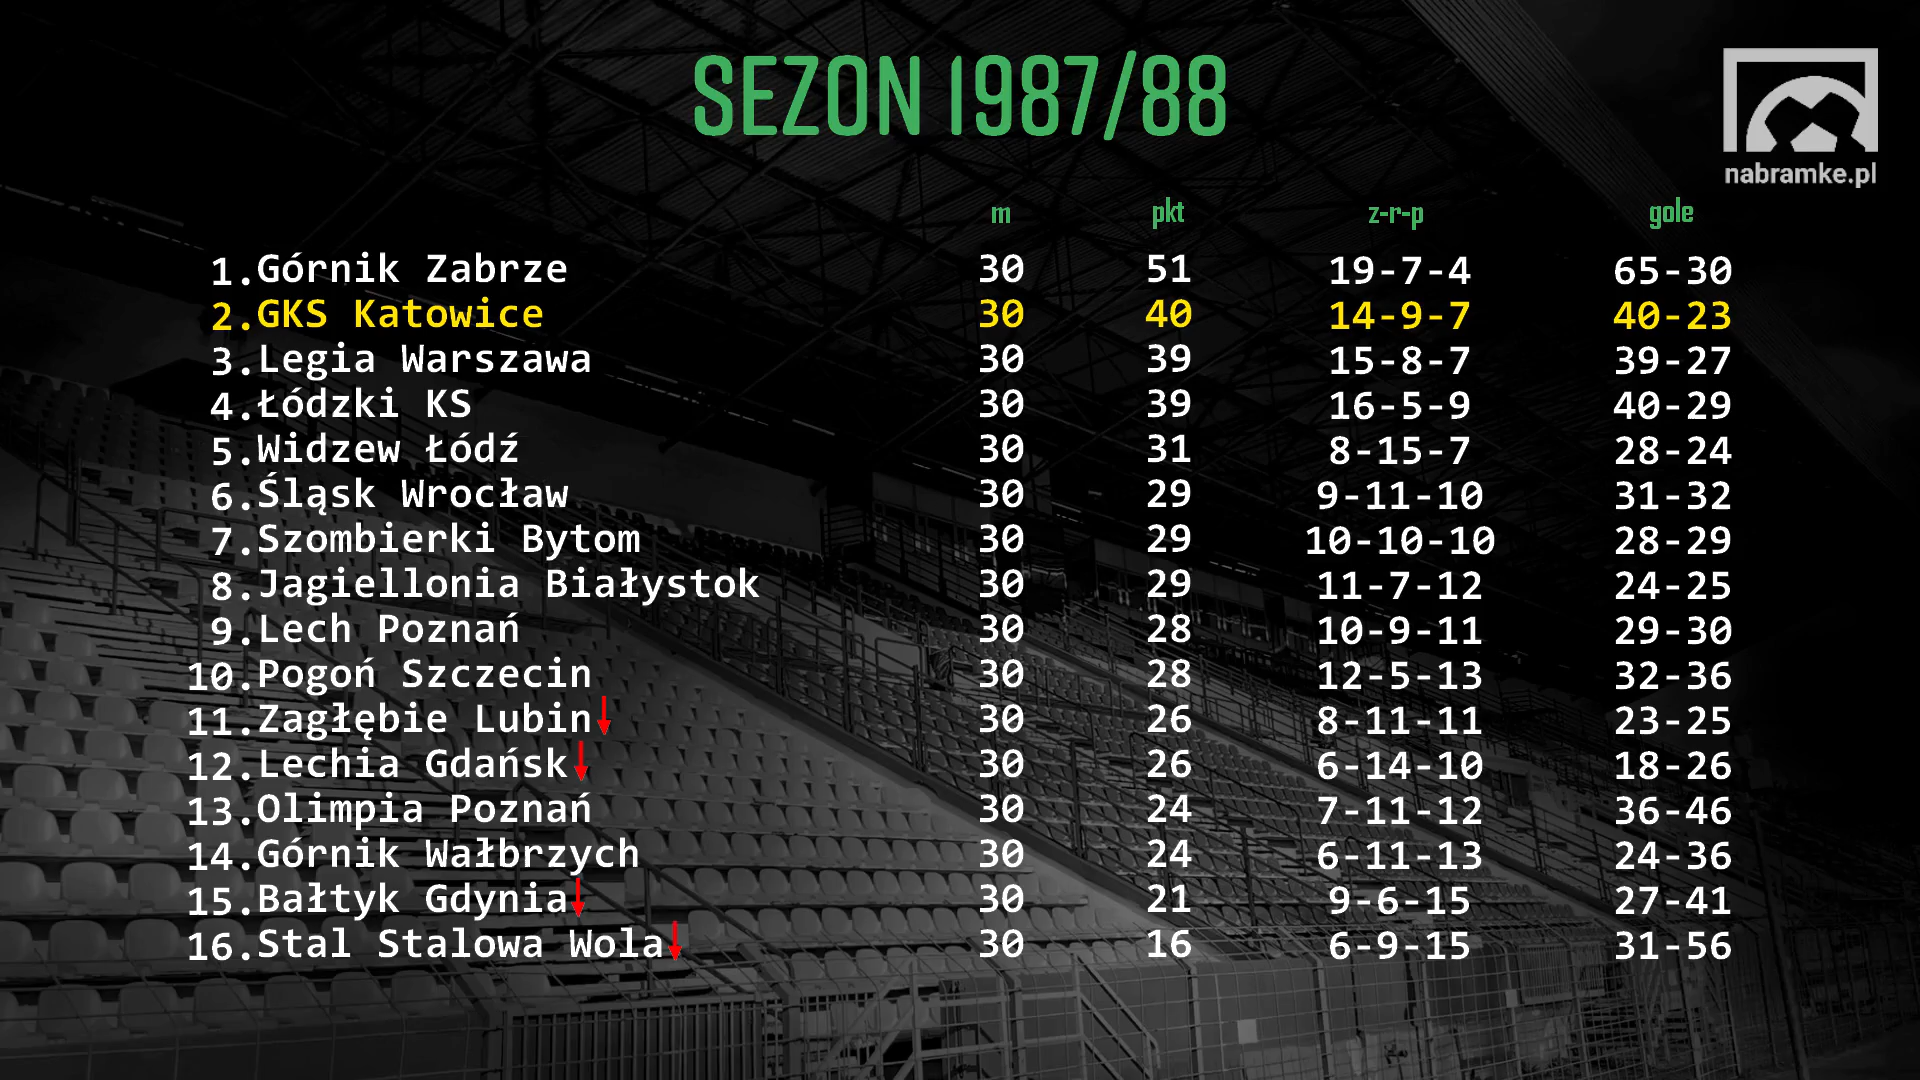 SEZON 1987/88
nabramke.pl
m pkt z-r-p gole
1.Górnik Zabrze 30 51 19-7-4 65-30
2.GKS Katowice 30 40 14-9-7 40-23
3.Legia Warszawa 30 39 15-8-7 39-27
4.Łódzki KS 30 39 16-5-9 40-29
5.Widzew Łódź 30 31 8-15-7 28-24
6.Śląsk Wrocław 30 29 9-11-10 31-32
7.Szombierki Bytom 30 29 10-10-10 28-29
8.Jagiellonia Białystok 30 29 11-7-12 24-25
9.Lech Poznań 30 28 10-9-11 29-30
10.Pogoń Szczecin 30 28 12-5-13 32-36
11.Zagłębie Lubin 30 26 8-11-11 23-25
12.Lechia Gdańsk 30 26 6-14-10 18-26
13.Olimpia Poznań 30 24 7-11-12 36-46
14.Górnik Wałbrzych 30 24 6-11-13 24-36
15.Bałtyk Gdynia 30 21 9-6-15 27-41
16.Stal Stalowa Wola 30 16 6-9-15 31-56